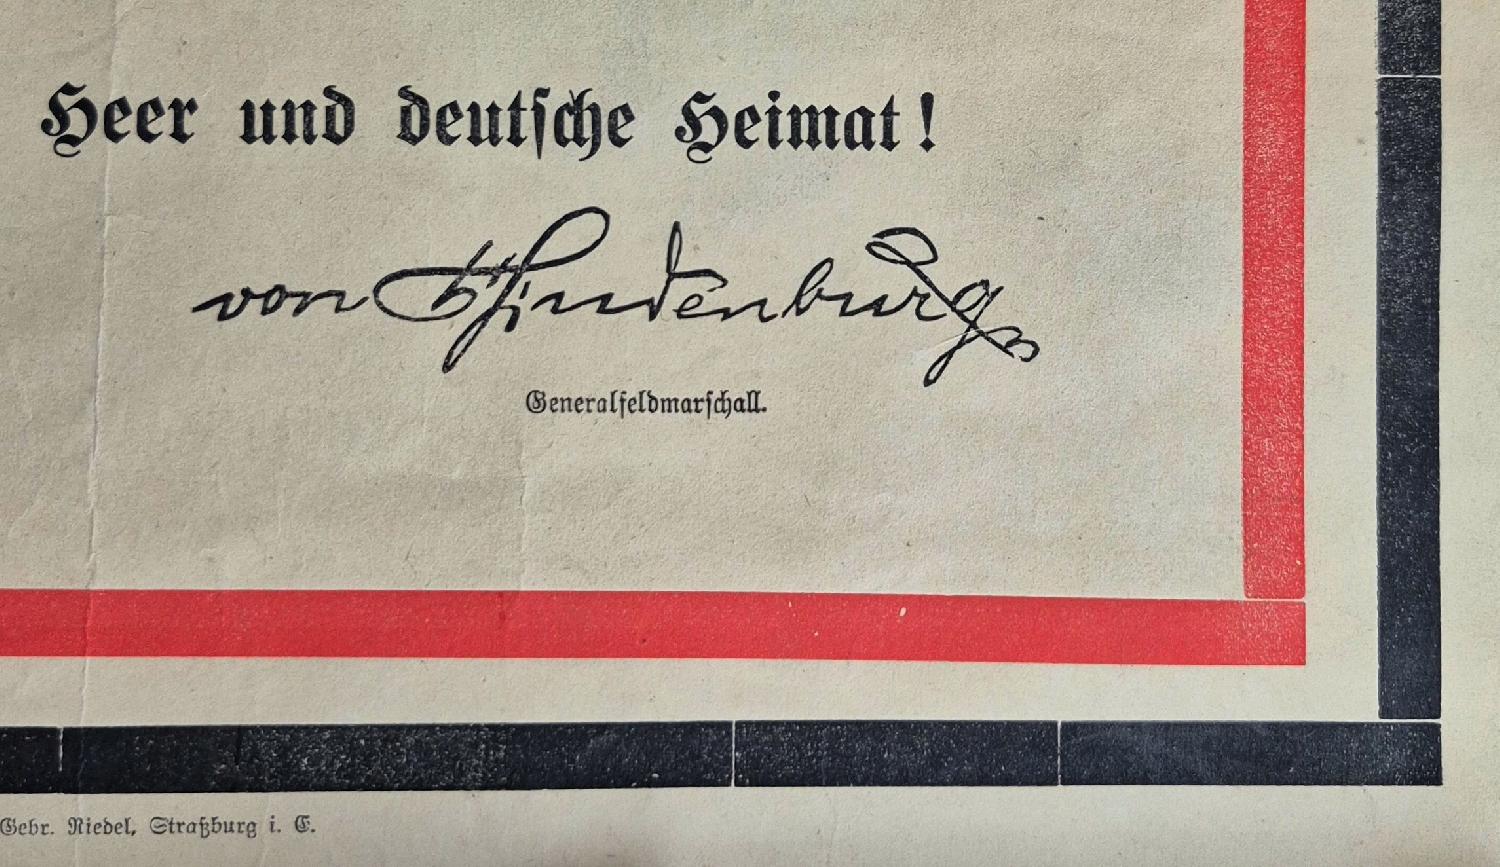 Heer und deutſche Heimat!
von Hindenburg
Generalfeldmarſchall.
Gebr. Riedel, Straßburg i. E.